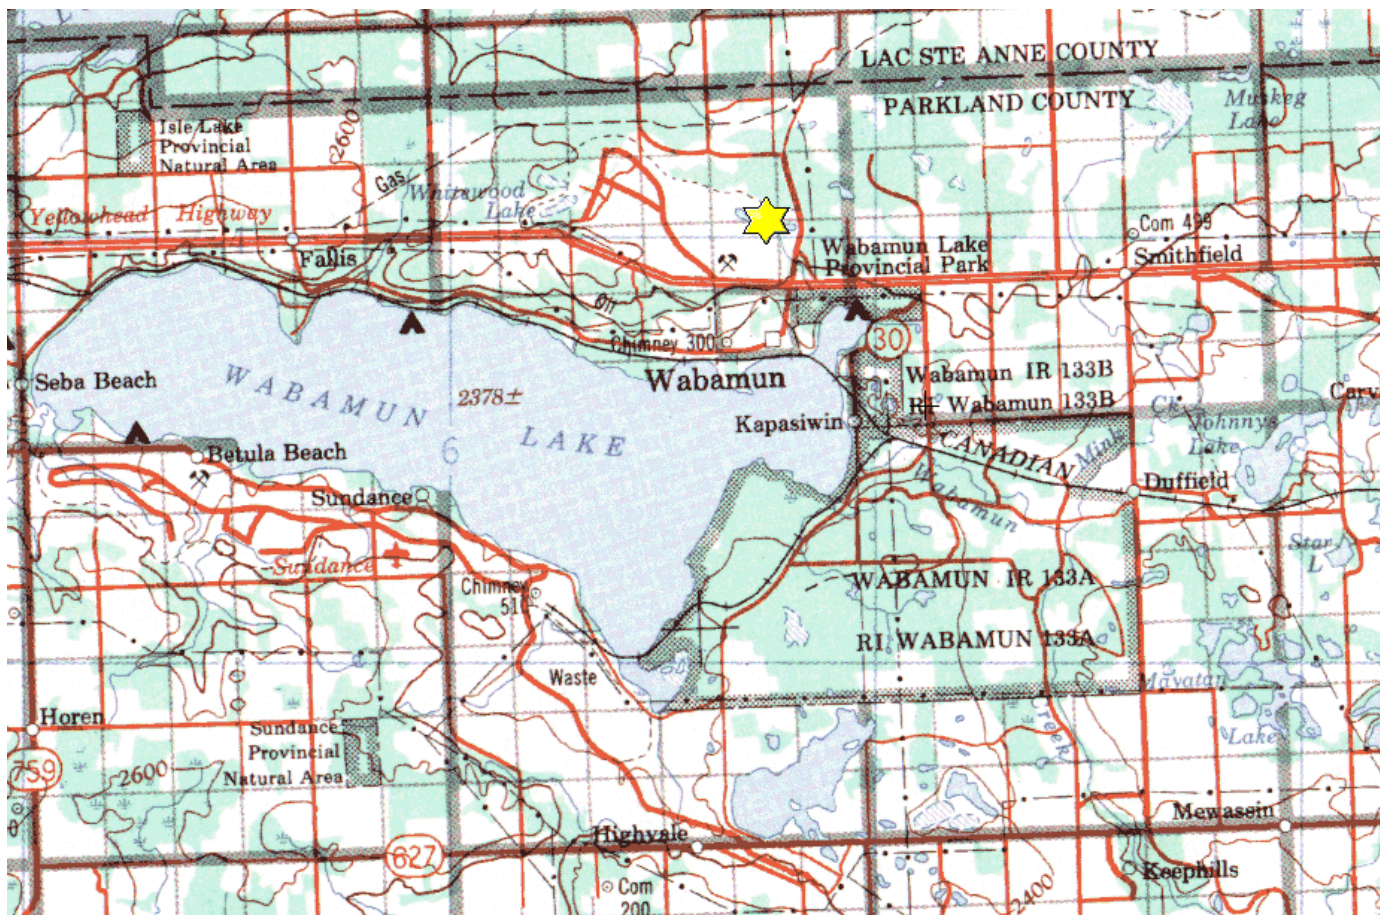 LAC STE ANNE COUNTY
PARKLAND COUNTY
Muskeg
Lake
Isle Lake
Provincial
Natural Area
2600
Gas
Whitewood
Lake
Yellowhead Highway
Fallis
Com 499
Wabamun Lake
Provincial Park
Smithfield
Oil
Chimney 300
30
Seba Beach
WABAMUN LAKE
2378±
6
Wabamun
Wabamun IR 133B
RI Wabamun 133B
Carv
Kapasiwin
CANADIAN
Mink
Ck
Johnnys
Lake
Betula Beach
Sundance
Wabamun
Duffield
Sundance
Star
L
Chimney
510
WABAMUN IR 133A
RI WABAMUN 133A
Waste
Mayatan
Lake
Creek
Horen
Sundance
Provincial
Natural Area
759
2600
Mewassin
Highvale
627
Keephills
Com
200
2400